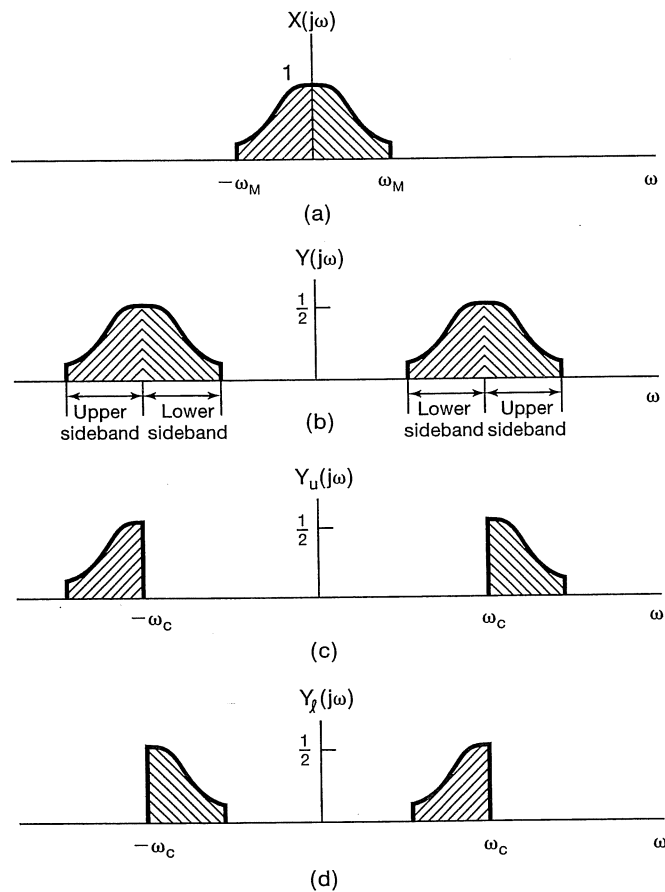 X(jω)
1
−ω_M
ω_M
ω
(a)
Y(jω)
1/2
ω
Upper sideband
Lower sideband
(b)
Lower sideband
Upper sideband
Y_u(jω)
1/2
−ω_c
ω_c
ω
(c)
Y_ℓ(jω)
1/2
−ω_c
ω_c
ω
(d)